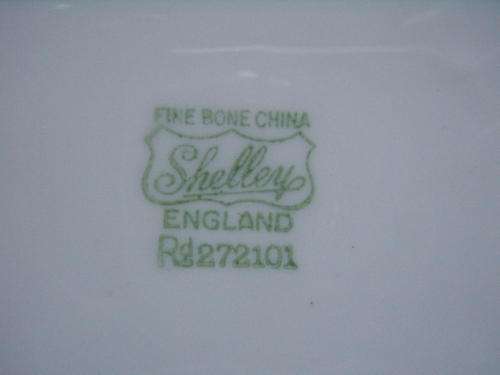 FINE BONE CHINA
Shelley
ENGLAND
Rd 272101